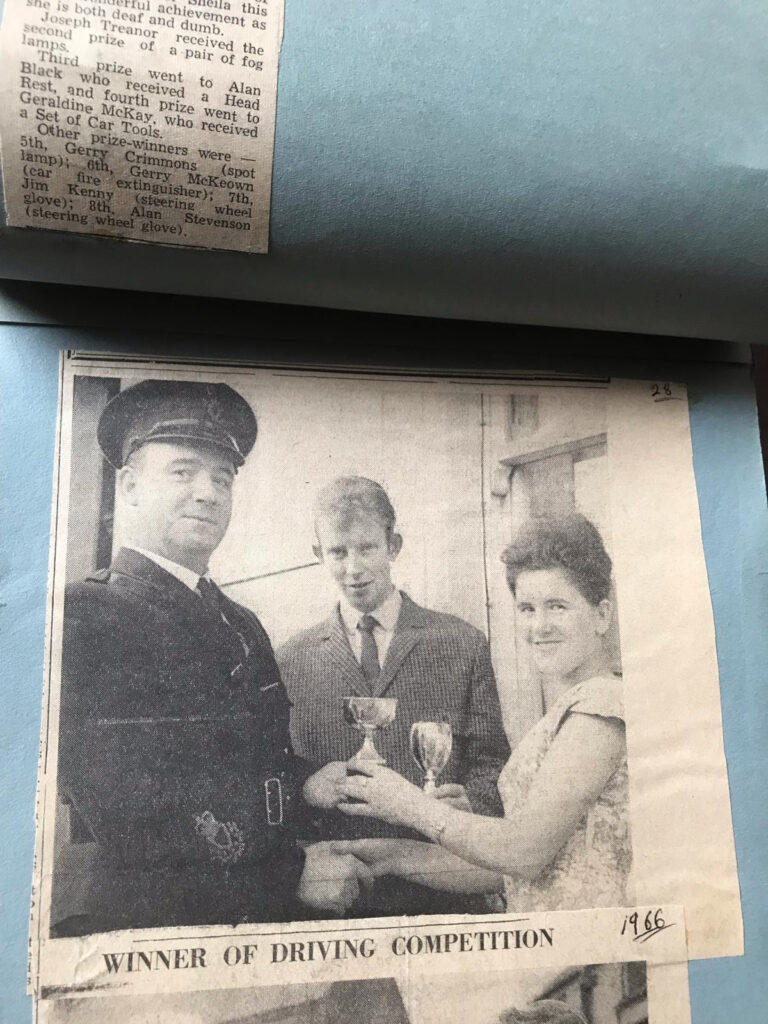 Sheila this
achievement as
she is both deaf and dumb.
Joseph Treanor received the
second prize of a pair of fog
lamps.
Third prize went to Alan
Black who received a Head
Rest, and fourth prize went to
Geraldine McKay, who received
a Set of Car Tools.
Other prize-winners were —
5th, Gerry Crimmons (spot
lamp); 6th, Gerry McKeown
(car fire extinguisher); 7th,
Jim Kenny (steering wheel
glove); 8th, Alan Stevenson
(steering wheel glove).
28
WINNER OF DRIVING COMPETITION
1966